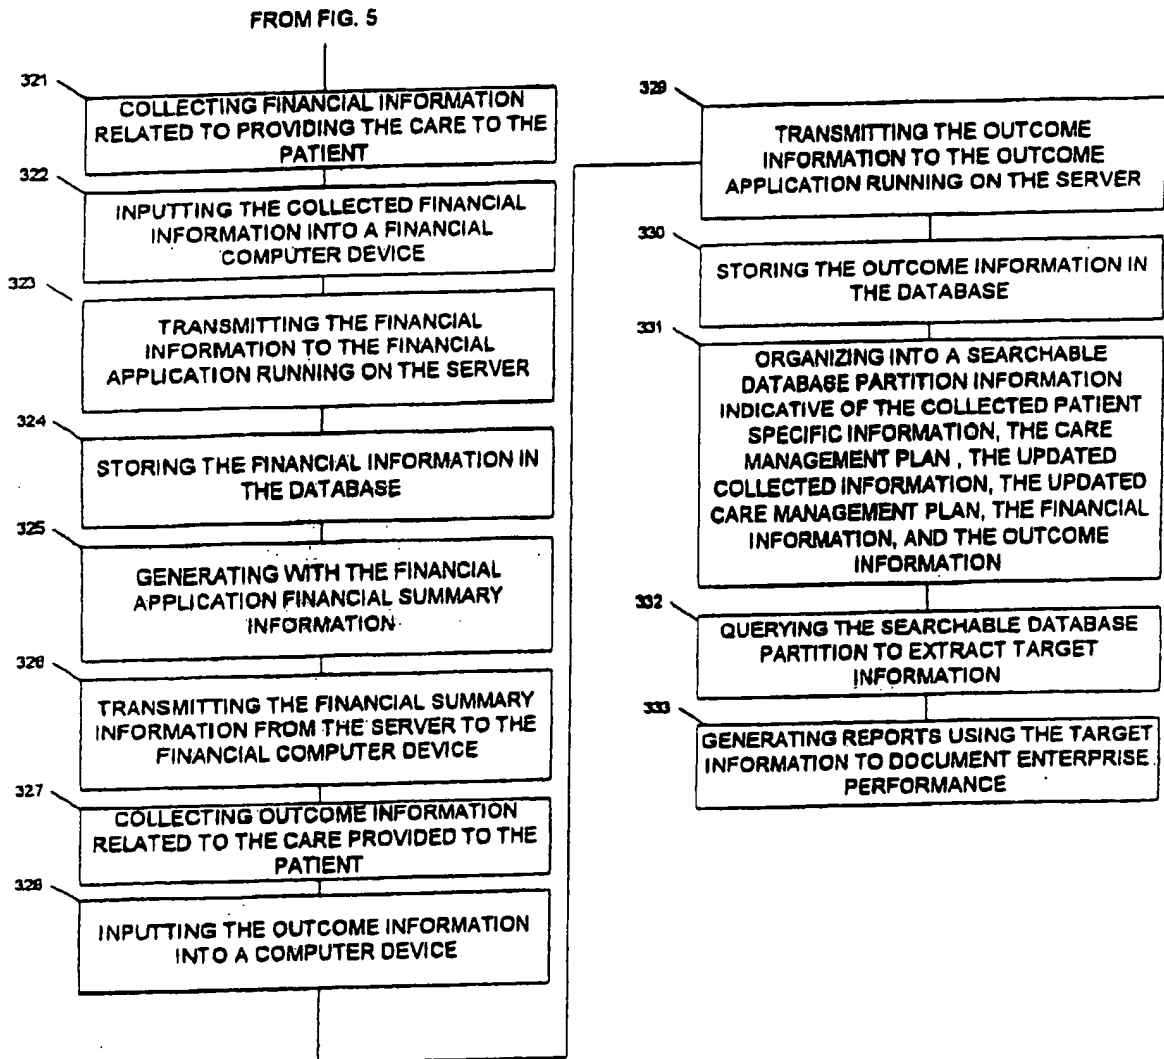 FROM FIG. 5
321
COLLECTING FINANCIAL INFORMATION
RELATED TO PROVIDING THE CARE TO THE
PATIENT
322
INPUTTING THE COLLECTED FINANCIAL
INFORMATION INTO A FINANCIAL
COMPUTER DEVICE
323
TRANSMITTING THE FINANCIAL
INFORMATION TO THE FINANCIAL
APPLICATION RUNNING ON THE SERVER
324
STORING THE FINANCIAL INFORMATION IN
THE DATABASE
325
GENERATING WITH THE FINANCIAL
APPLICATION FINANCIAL SUMMARY
INFORMATION
326
TRANSMITTING THE FINANCIAL SUMMARY
INFORMATION FROM THE SERVER TO THE
FINANCIAL COMPUTER DEVICE
327
COLLECTING OUTCOME INFORMATION
RELATED TO THE CARE PROVIDED TO THE
PATIENT
328
INPUTTING THE OUTCOME INFORMATION
INTO A COMPUTER DEVICE
329
TRANSMITTING THE OUTCOME
INFORMATION TO THE OUTCOME
APPLICATION RUNNING ON THE SERVER
330
STORING THE OUTCOME INFORMATION IN
THE DATABASE
331
ORGANIZING INTO A SEARCHABLE
DATABASE PARTITION INFORMATION
INDICATIVE OF THE COLLECTED PATIENT
SPECIFIC INFORMATION, THE CARE
MANAGEMENT PLAN , THE UPDATED
COLLECTED INFORMATION, THE UPDATED
CARE MANAGEMENT PLAN, THE FINANCIAL
INFORMATION, AND THE OUTCOME
INFORMATION
332
QUERYING THE SEARCHABLE DATABASE
PARTITION TO EXTRACT TARGET
INFORMATION
333
GENERATING REPORTS USING THE TARGET
INFORMATION TO DOCUMENT ENTERPRISE
PERFORMANCE